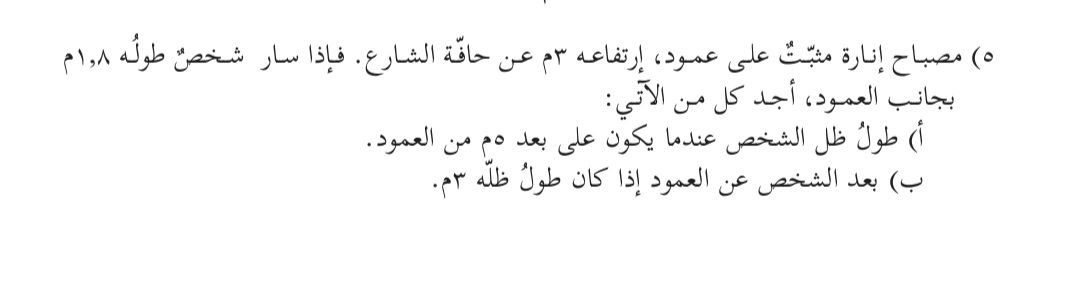 ٥) مصباح إنارة مثبّتٌ على عمود، إرتفاعه ٣م عن حافّة الشارع. فإذا سار شخصٌ طولُه ١,٨م
بجانب العمود، أجد كل من الآتي:
أ) طولُ ظل الشخص عندما يكون على بعد ٥م من العمود.
ب) بعد الشخص عن العمود إذا كان طولُ ظلّه ٣م.